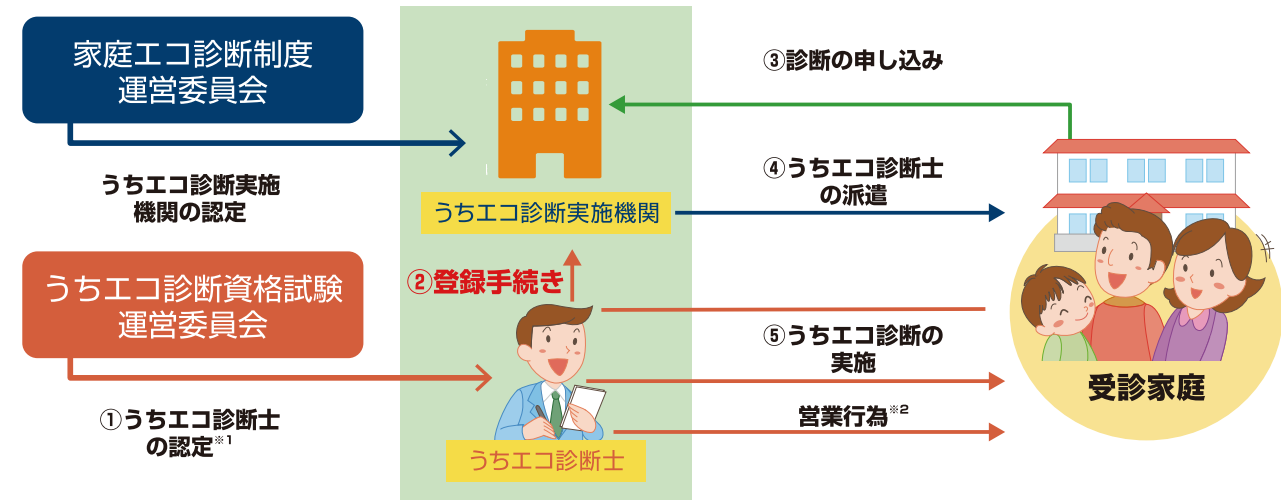 家庭エコ診断制度
運営委員会
うちエコ診断実施
機関の認定
うちエコ診断資格試験
運営委員会
①うちエコ診断士
の認定※1
うちエコ診断実施機関
②登録手続き
うちエコ診断士
③診断の申し込み
④うちエコ診断士
の派遣
⑤うちエコ診断の
実施
営業行為※2
受診家庭